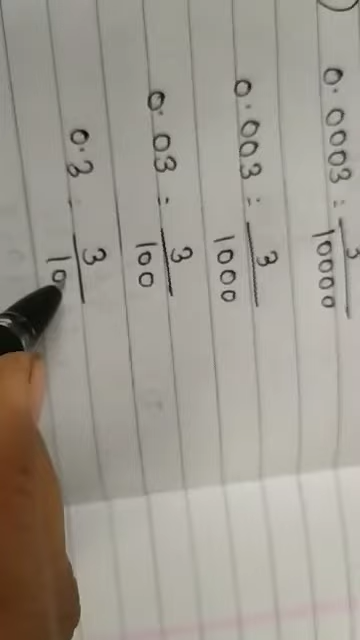 )
0.0003 = 3/10000
0.003 = 3/1000
0.03 = 3/100
0.3 = 3/10